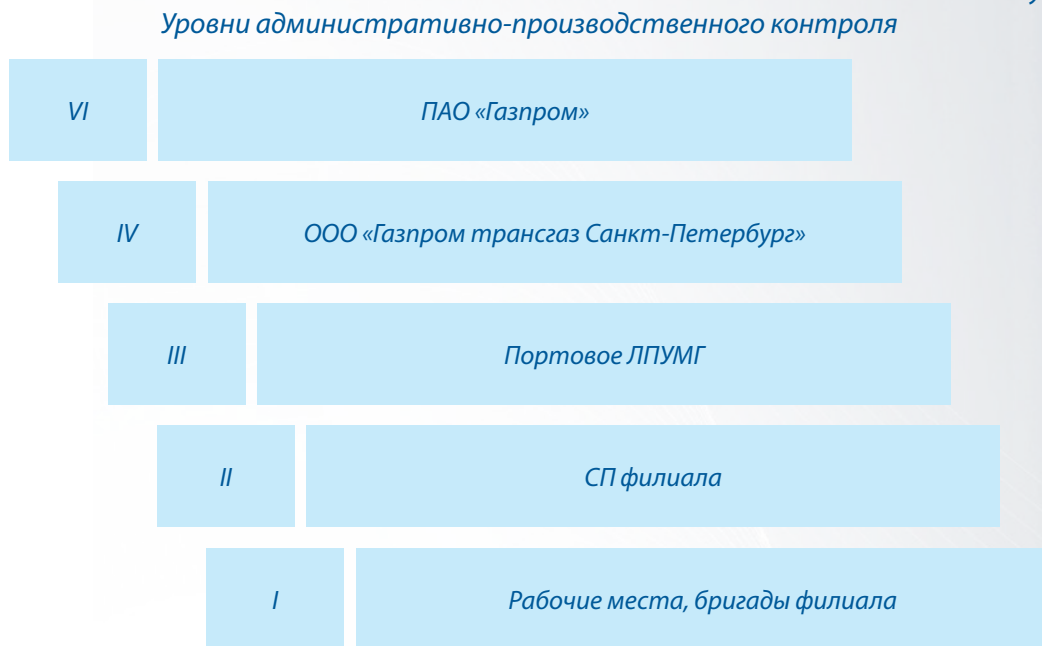 Уровни административно-производственного контроля
VI ПАО «Газпром»
IV ООО «Газпром трансгаз Санкт-Петербург»
III Портовое ЛПУМГ
II СП филиала
I Рабочие места, бригады филиала